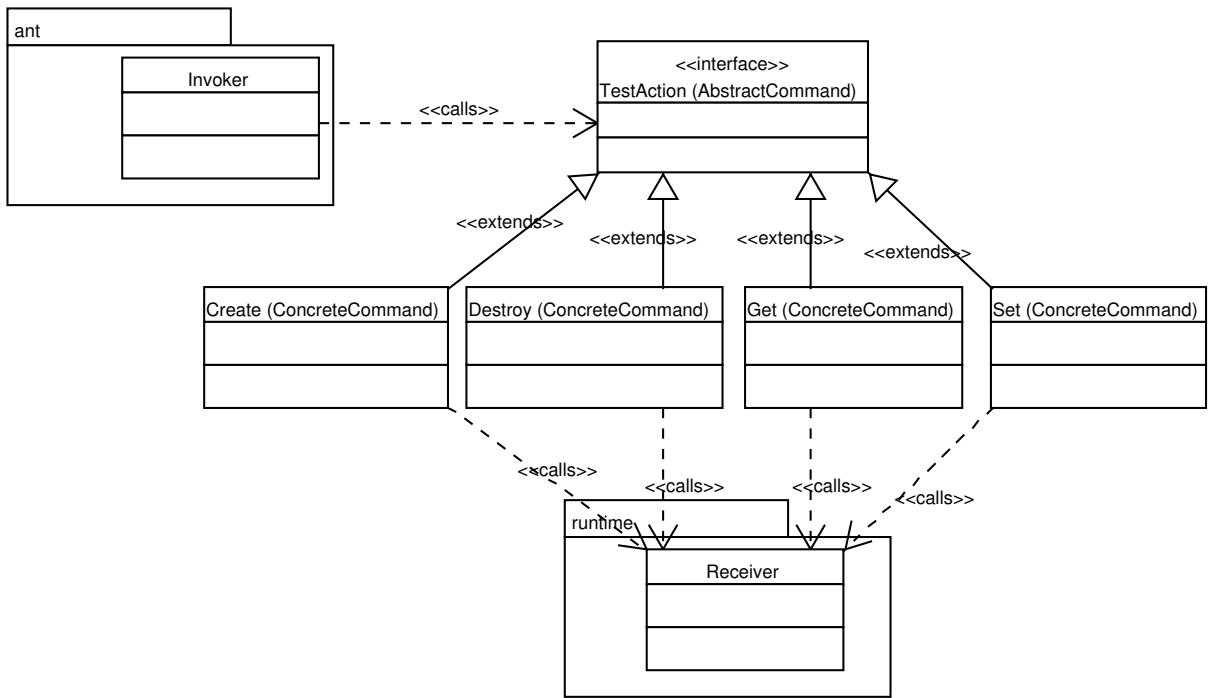 ant
Invoker
<<calls>>
<<interface>>
TestAction (AbstractCommand)
<<extends>>
<<extends>>
<<extends>>
<<extends>>
Create (ConcreteCommand)
Destroy (ConcreteCommand)
Get (ConcreteCommand)
Set (ConcreteCommand)
<<calls>>
<<calls>>
<<calls>>
<<calls>>
runtime
Receiver